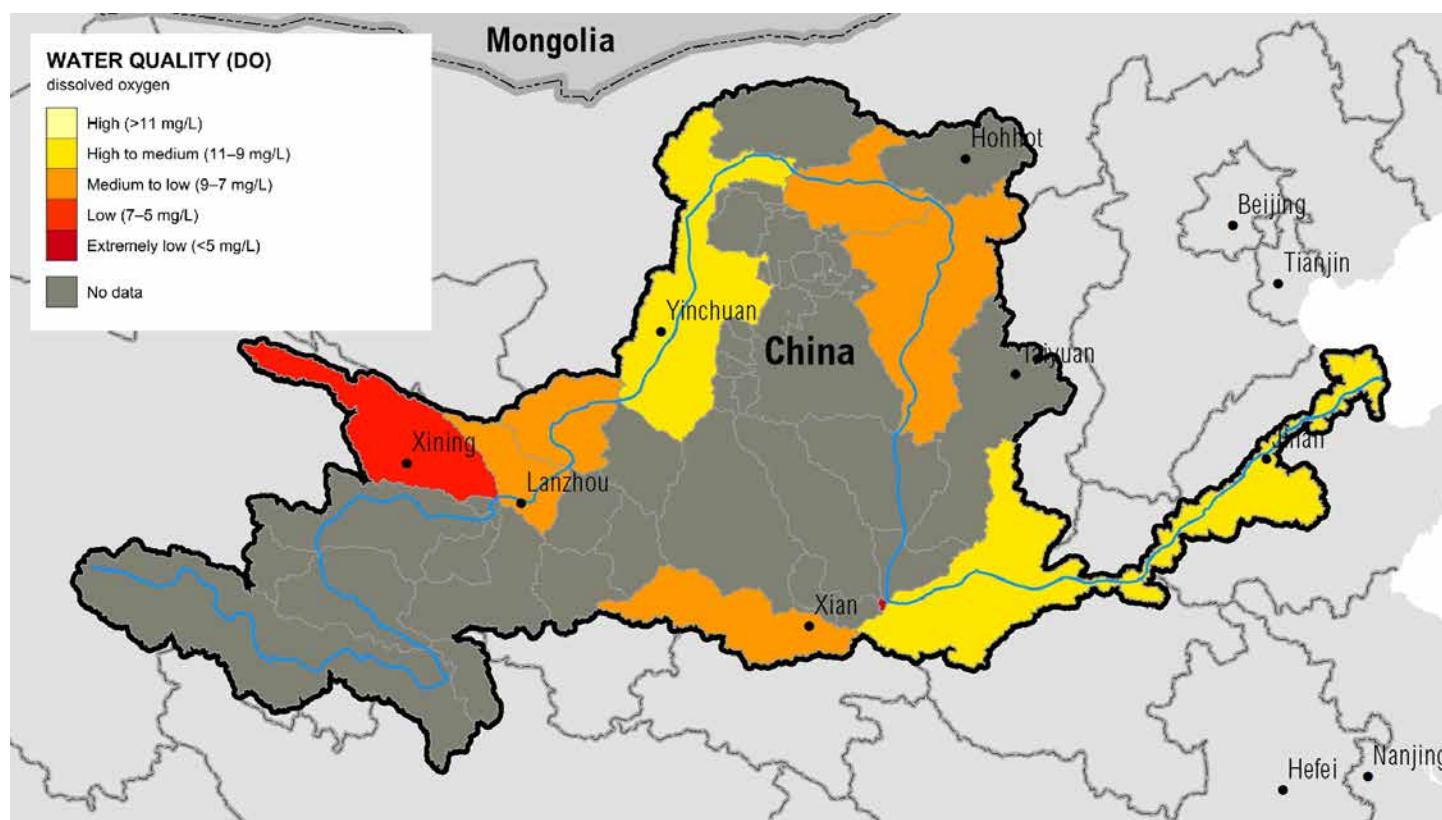 Mongolia
WATER QUALITY (DO)
dissolved oxygen
High (>11 mg/L)
High to medium (11–9 mg/L)
Medium to low (9–7 mg/L)
Low (7–5 mg/L)
Extremely low (<5 mg/L)
No data
Hohhot
Beijing
Tianjin
Yinchuan
China
Taiyuan
Xining
Jinan
Lanzhou
Xian
Hefei
Nanjing